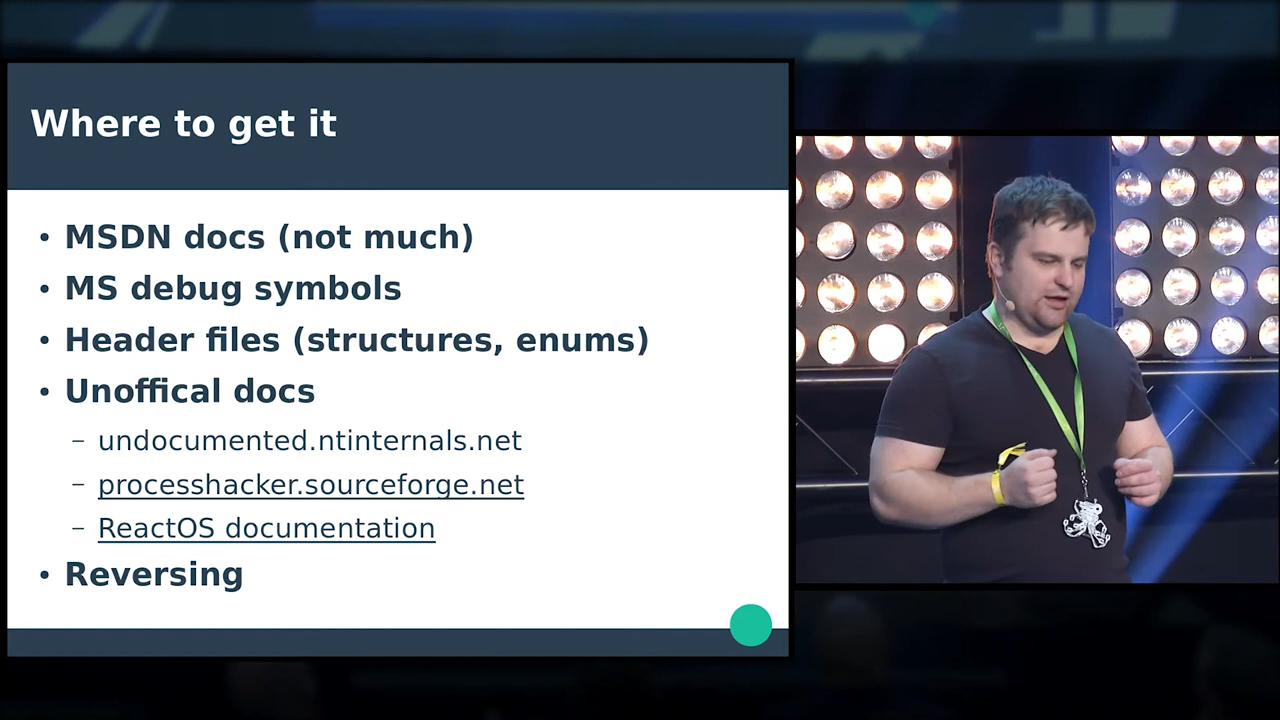 Where to get it
• MSDN docs (not much)
• MS debug symbols
• Header files (structures, enums)
• Unoffical docs
– undocumented.ntinternals.net
– processhacker.sourceforge.net
– ReactOS documentation
• Reversing